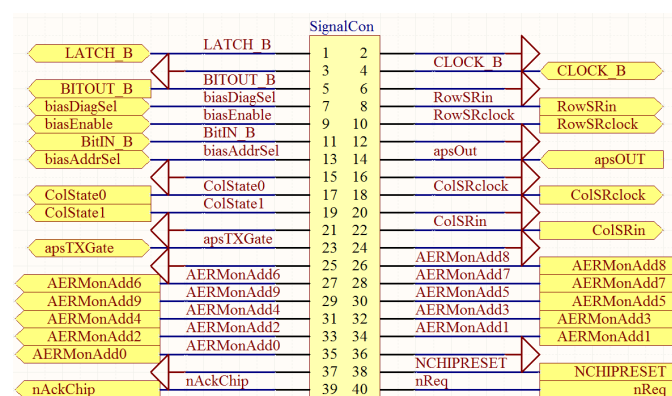 SignalCon
LATCH_B LATCH_B 1 2
3 4 CLOCK_B CLOCK_B
BITOUT_B BITOUT_B 5 6
biasDiagSel biasDiagSel 7 8 RowSRin RowSRin
biasEnable biasEnable 9 10 RowSRclock RowSRclock
BitIN_B BitIN_B 11 12
biasAddrSel biasAddrSel 13 14 apsOut apsOUT
15 16
ColState0 ColState0 17 18 ColSRclock ColSRclock
ColState1 ColState1 19 20
21 22 ColSRin ColSRin
apsTXGate apsTXGate 23 24
25 26 AERMonAdd8 AERMonAdd8
AERMonAdd6 AERMonAdd6 27 28 AERMonAdd7 AERMonAdd7
AERMonAdd9 AERMonAdd9 29 30 AERMonAdd5 AERMonAdd5
AERMonAdd4 AERMonAdd4 31 32 AERMonAdd3 AERMonAdd3
AERMonAdd2 AERMonAdd2 33 34 AERMonAdd1 AERMonAdd1
AERMonAdd0 AERMonAdd0 35 36
37 38 NCHIPRESET NCHIPRESET
nAckChip nAckChip 39 40 nReq nReq